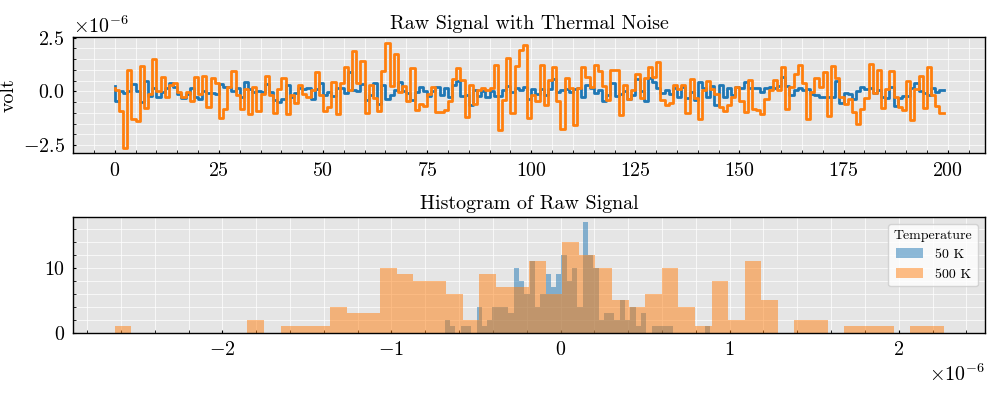 Raw Signal with Thermal Noise
×10⁻⁶
volt
2.5
0.0
−2.5
0 25 50 75 100 125 150 175 200
Histogram of Raw Signal
10
0
Temperature
50 K
500 K
−2 −1 0 1 2
×10⁻⁶